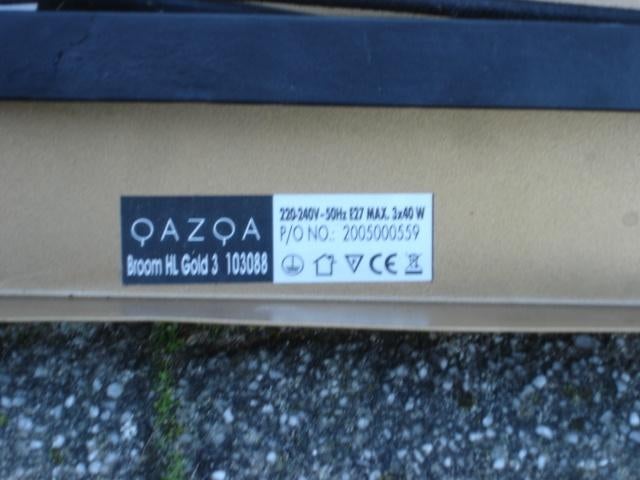 QAZQA
Broom HL Gold 3 103088
220-240V~50Hz E27 MAX. 3x40 W
P/O NO.: 2005000559
CE